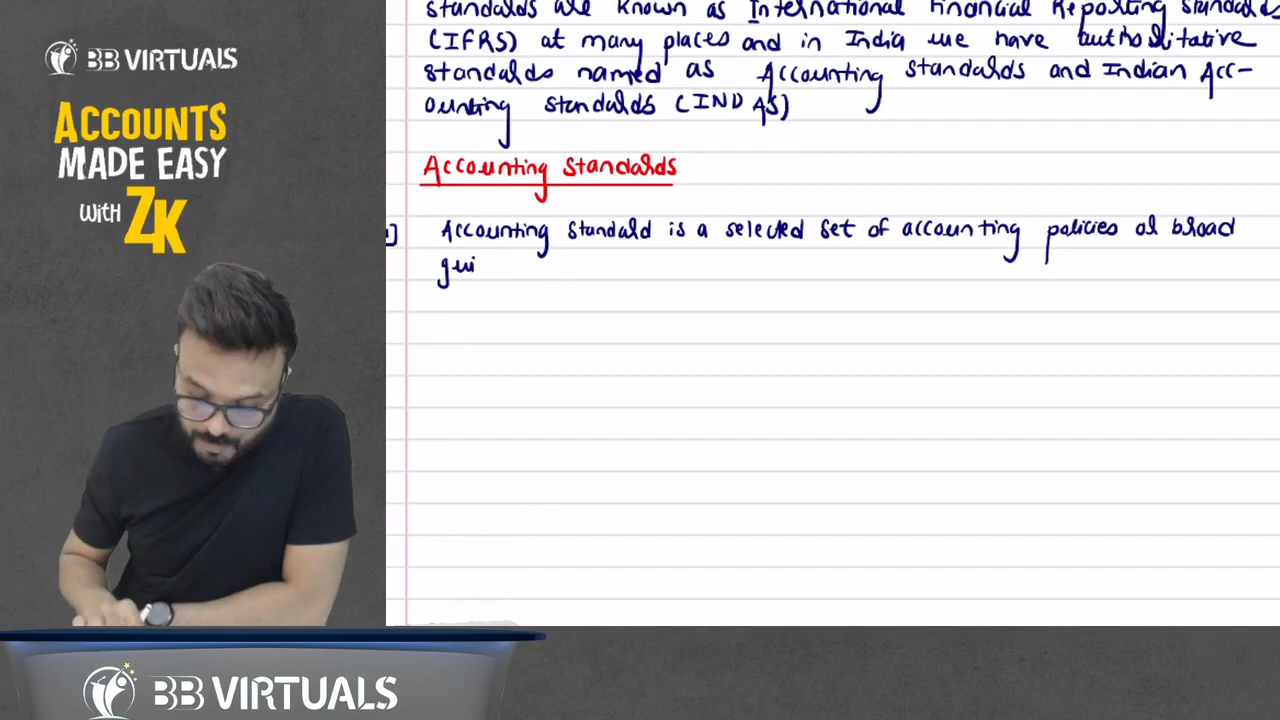 BB VIRTUALS
ACCOUNTS
MADE EASY
WITH ZK
standards are known as International Financial Reporting Standards
(IFRS) at many places and in India we have authoritative
standards named as Accounting standards and Indian Acc-
ounting standards (IND AS)
Accounting Standards
Accounting Standard is a selected set of accounting policies or broad
gui
BB VIRTUALS